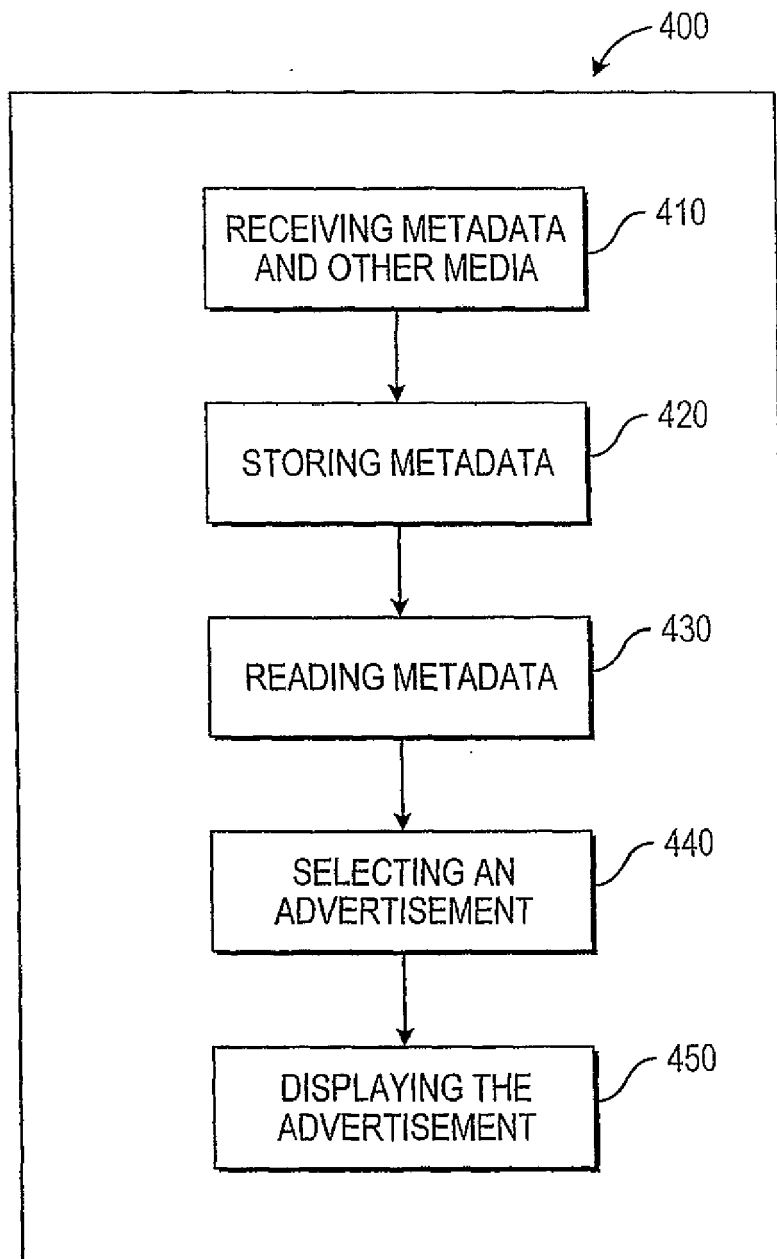 400
RECEIVING METADATA
AND OTHER MEDIA
410
STORING METADATA
420
READING METADATA
430
SELECTING AN
ADVERTISEMENT
440
DISPLAYING THE
ADVERTISEMENT
450